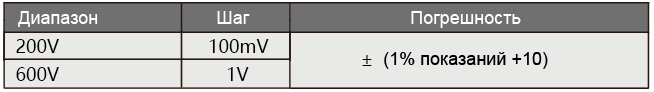 Диапазон Шаг Погрешность
200V 100mV ± (1% показаний +10)
600V 1V